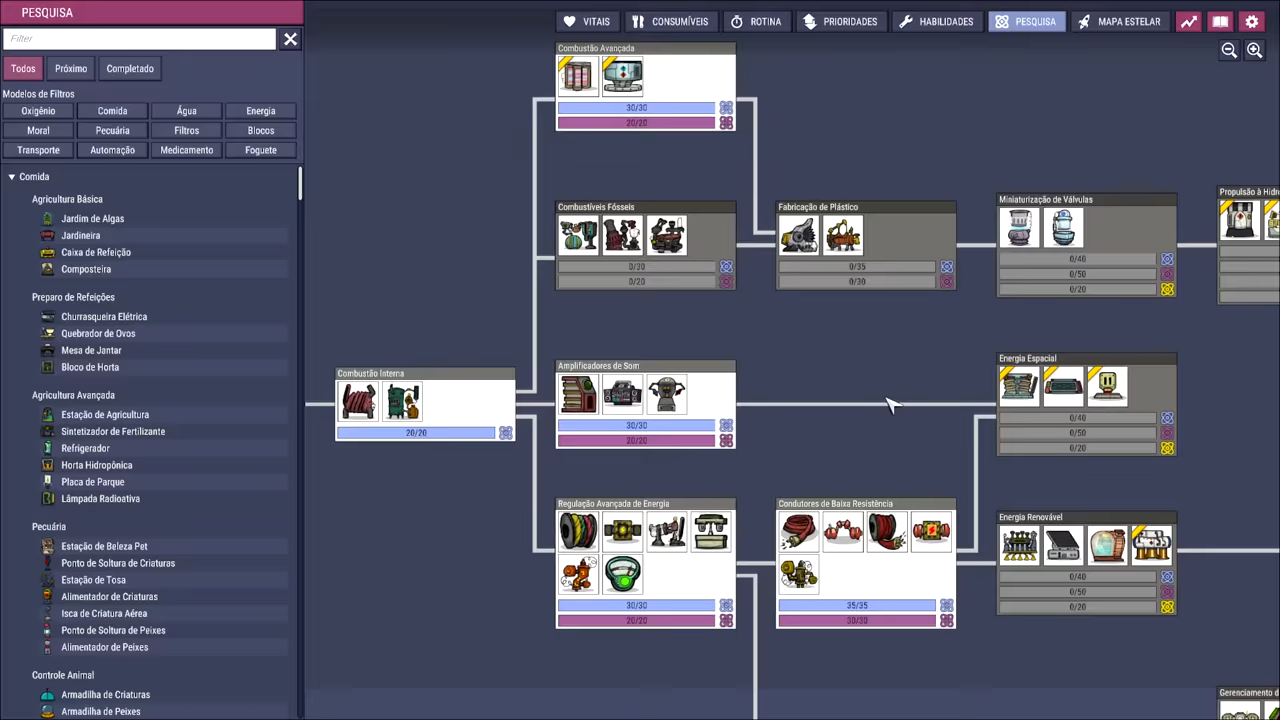 PESQUISA
VITAIS
CONSUMÍVEIS
ROTINA
PRIORIDADES
HABILIDADES
PESQUISA
MAPA ESTELAR
Filter
Todos
Próximo
Completado
Modelos de Filtros
Oxigênio
Comida
Água
Energia
Moral
Pecuária
Filtros
Blocos
Transporte
Automação
Medicamento
Foguete
Comida
Agricultura Básica
Jardim de Algas
Jardineira
Caixa de Refeição
Composteira
Preparo de Refeições
Churrasqueira Elétrica
Quebrador de Ovos
Mesa de Jantar
Bloco de Horta
Agricultura Avançada
Estação de Agricultura
Sintetizador de Fertilizante
Refrigerador
Horta Hidropônica
Placa de Parque
Lâmpada Radioativa
Pecuária
Estação de Beleza Pet
Ponto de Soltura de Criaturas
Estação de Tosa
Alimentador de Criaturas
Isca de Criatura Aérea
Ponto de Soltura de Peixes
Alimentador de Peixes
Controle Animal
Armadilha de Criaturas
Armadilha de Peixes
Combustão Interna
20/20
Combustão Avançada
30/30
20/20
Combustíveis Fósseis
0/30
0/20
Amplificadores de Som
30/30
20/20
Regulação Avançada de Energia
30/30
20/20
Fabricação de Plástico
0/35
0/30
Condutores de Baixa Resistência
35/35
30/30
Miniaturização de Válvulas
0/40
0/50
0/20
Energia Espacial
0/40
0/50
0/20
Energia Renovável
0/40
0/50
0/20
Propulsão à Hidro
Gerenciamento d